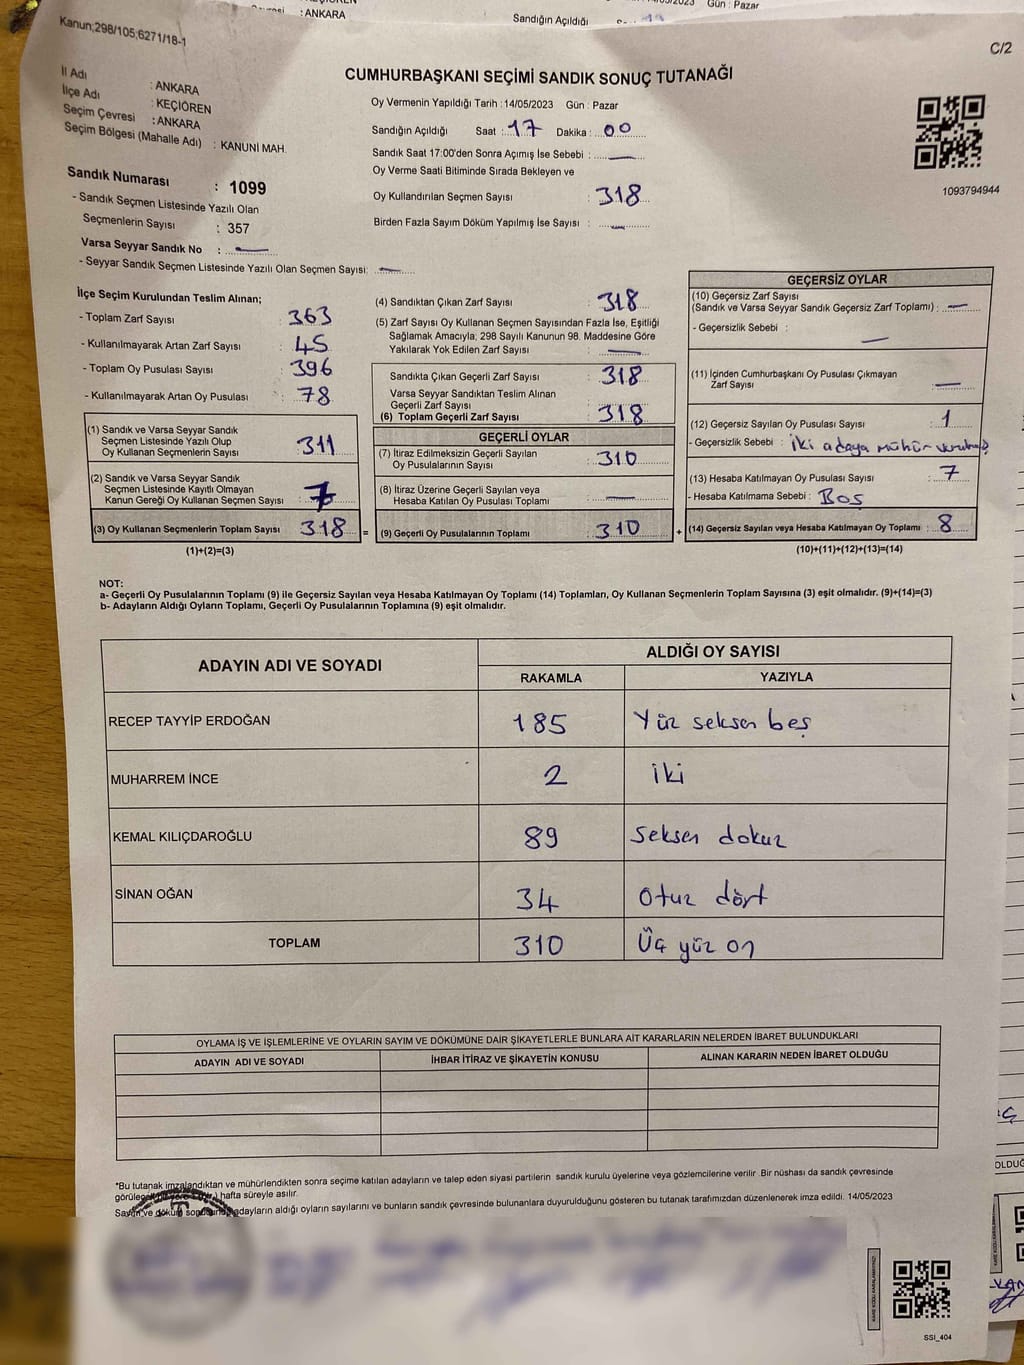 : ANKARA
Sandığın Açıldığı
Gün : Pazar
Kanun;298/105;6271/18-1
C/2
CUMHURBAŞKANI SEÇİMİ SANDIK SONUÇ TUTANAĞI
İl Adı : ANKARA
İlçe Adı : KEÇİÖREN
Seçim Çevresi : ANKARA
Seçim Bölgesi (Mahalle Adı) : KANUNİ MAH.
Oy Vermenin Yapıldığı Tarih : 14/05/2023 Gün : Pazar
Sandığın Açıldığı Saat : 17 Dakika : 00
Sandık Saat 17:00'den Sonra Açımış İse Sebebi : —
Oy Verme Saati Bitiminde Sırada Bekleyen ve
Oy Kullandırılan Seçmen Sayısı : 318
Birden Fazla Sayım Döküm Yapılmış İse Sayısı : —
1093794944
Sandık Numarası : 1099
- Sandık Seçmen Listesinde Yazılı Olan
Seçmenlerin Sayısı : 357
Varsa Seyyar Sandık No : —
- Seyyar Sandık Seçmen Listesinde Yazılı Olan Seçmen Sayısı: —
İlçe Seçim Kurulundan Teslim Alınan;
- Toplam Zarf Sayısı : 363
- Kullanılmayarak Artan Zarf Sayısı : 45
- Toplam Oy Pusulası Sayısı : 396
- Kullanılmayarak Artan Oy Pusulası : 78
(1) Sandık ve Varsa Seyyar Sandık
Seçmen Listesinde Yazılı Olup
Oy Kullanan Seçmenlerin Sayısı : 311
(2) Sandık ve Varsa Seyyar Sandık
Seçmen Listesinde Kayıtlı Olmayan
Kanun Gereği Oy Kullanan Seçmen Sayısı : 7
(3) Oy Kullanan Seçmenlerin Toplam Sayısı : 318 =
(1)+(2)=(3)
(4) Sandıktan Çıkan Zarf Sayısı : 318
(5) Zarf Sayısı Oy Kullanan Seçmen Sayısından Fazla İse, Eşitliği
Sağlamak Amacıyla, 298 Sayılı Kanunun 98. Maddesine Göre
Yakılarak Yok Edilen Zarf Sayısı : —
Sandıkta Çıkan Geçerli Zarf Sayısı : 318
Varsa Seyyar Sandıktan Teslim Alınan
Geçerli Zarf Sayısı
(6) Toplam Geçerli Zarf Sayısı : 318
GEÇERLİ OYLAR
(7) İtiraz Edilmeksizin Geçerli Sayılan
Oy Pusulalarının Sayısı : 310
(8) İtiraz Üzerine Geçerli Sayılan veya
Hesaba Katılan Oy Pusulası Toplamı : —
(9) Geçerli Oy Pusulalarının Toplamı : 310 +
GEÇERSİZ OYLAR
(10) Geçersiz Zarf Sayısı
(Sandık ve Varsa Seyyar Sandık Geçersiz Zarf Toplamı) : —
- Geçersizlik Sebebi : —
(11) İçinden Cumhurbaşkanı Oy Pusulası Çıkmayan
Zarf Sayısı : —
(12) Geçersiz Sayılan Oy Pusulası Sayısı : 1
- Geçersizlik Sebebi : iki adaya mühür vurulmuş
(13) Hesaba Katılmayan Oy Pusulası Sayısı : 7
- Hesaba Katılmama Sebebi : Boş
(14) Geçersiz Sayılan veya Hesaba Katılmayan Oy Toplamı : 8
(10)+(11)+(12)+(13)=(14)
NOT:
a- Geçerli Oy Pusulalarının Toplamı (9) ile Geçersiz Sayılan veya Hesaba Katılmayan Oy Toplamı (14) Toplamları, Oy Kullanan Seçmenlerin Toplam Sayısına (3) eşit olmalıdır. (9)+(14)=(3)
b- Adayların Aldığı Oyların Toplamı, Geçerli Oy Pusulalarının Toplamına (9) eşit olmalıdır.
ADAYIN ADI VE SOYADI ALDIĞI OY SAYISI
RAKAMLA YAZIYLA
RECEP TAYYİP ERDOĞAN 185 Yüz seksen beş
MUHARREM İNCE 2 iki
KEMAL KILIÇDAROĞLU 89 Seksen dokuz
SİNAN OĞAN 34 Otuz dört
TOPLAM 310 Üç yüz on
OYLAMA İŞ VE İŞLEMLERİNE VE OYLARIN SAYIM VE DÖKÜMÜNE DAİR ŞİKAYETLERLE BUNLARA AİT KARARLARIN NELERDEN İBARET BULUNDUKLARI
ADAYIN ADI VE SOYADI İHBAR İTİRAZ VE ŞİKAYETİN KONUSU ALINAN KARARIN NEDEN İBARET OLDUĞU
*Bu tutanak imzalandıktan ve mühürlendikten sonra seçime katılan adayların ve talep eden siyasi partilerin sandık kurulu üyelerine veya gözlemcilerine verilir. Bir nüshası da sandık çevresinde
hafta süreyle asılır.
Sayım ve döküm sonucunda adayların aldığı oyların sayılarını ve bunların sandık çevresinde bulunanlara duyurulduğunu gösteren bu tutanak tarafımızdan düzenlenerek imza edildi. 14/05/2023
SSI_404